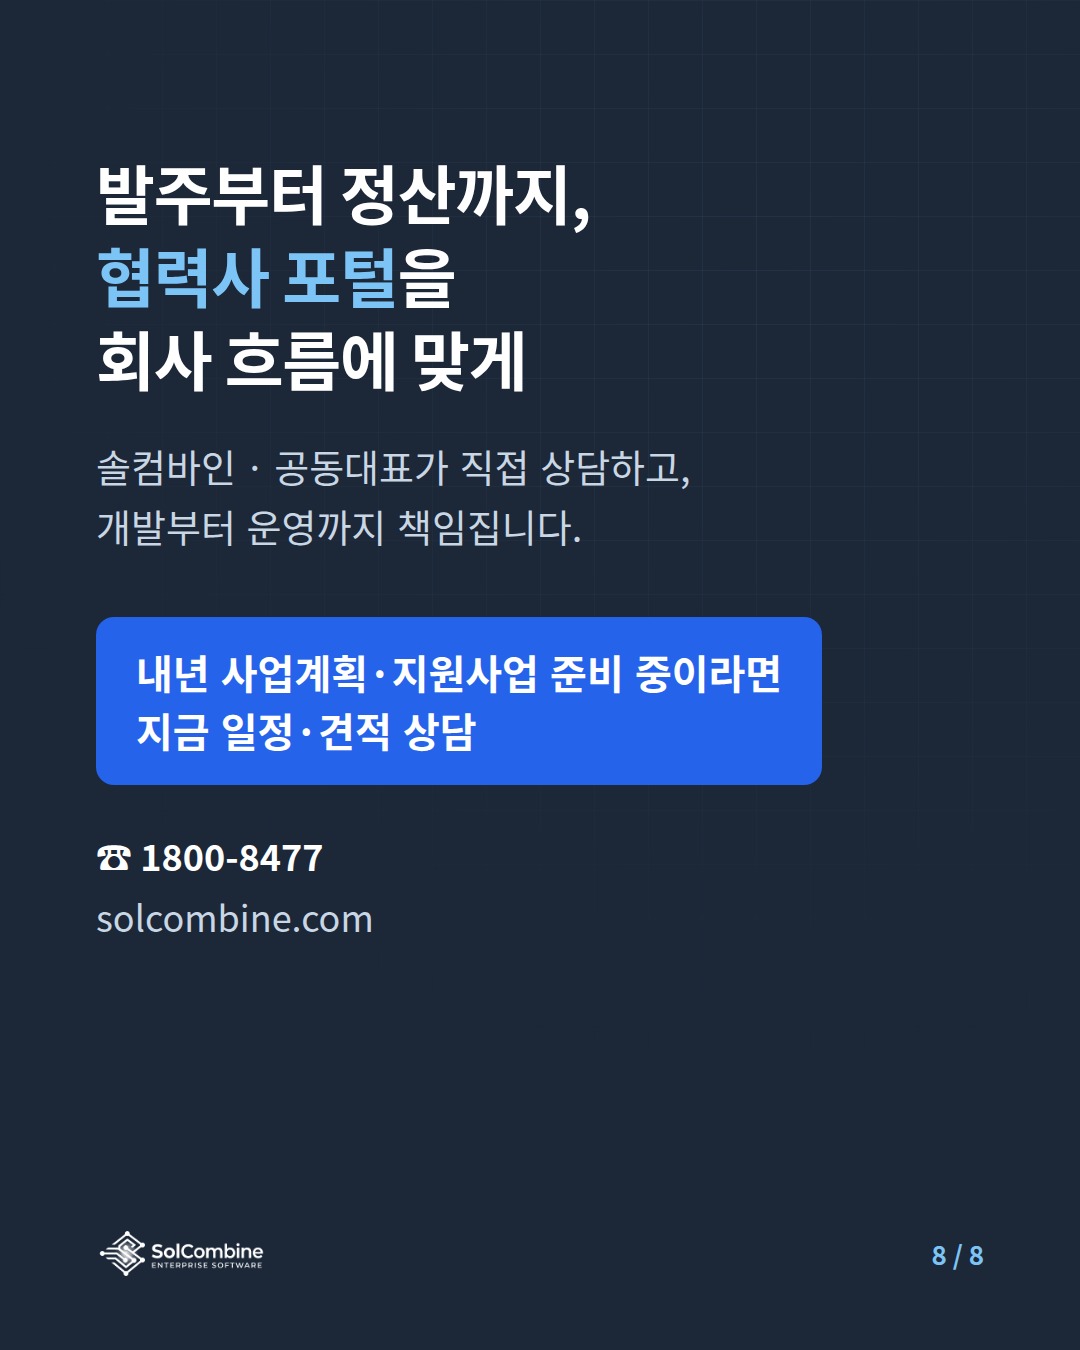 발주부터 정산까지,
협력사 포털을
회사 흐름에 맞게
솔컴바인 · 공동대표가 직접 상담하고,
개발부터 운영까지 책임집니다.
내년 사업계획·지원사업 준비 중이라면
지금 일정·견적 상담
☎ 1800-8477
solcombine.com
SolCombine
ENTERPRISE SOFTWARE
8 / 8